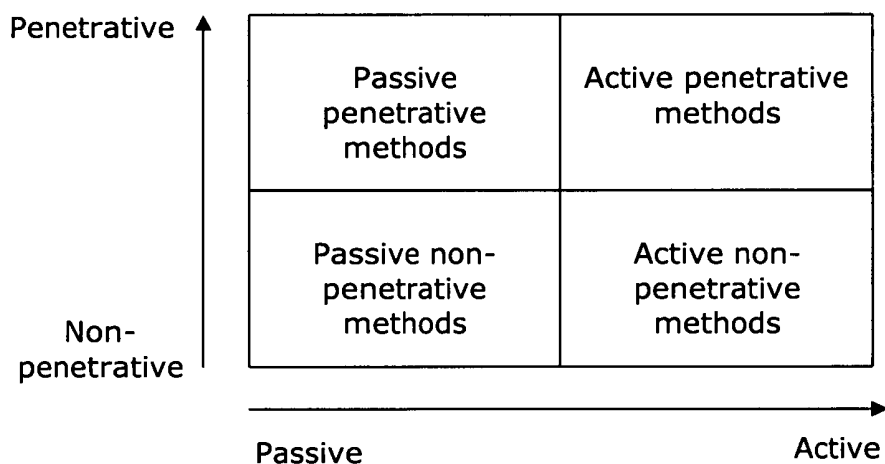 Penetrative
Passive
penetrative
methods
Active penetrative
methods
Passive non-
penetrative
methods
Active non-
penetrative
methods
Non-
penetrative
Passive
Active